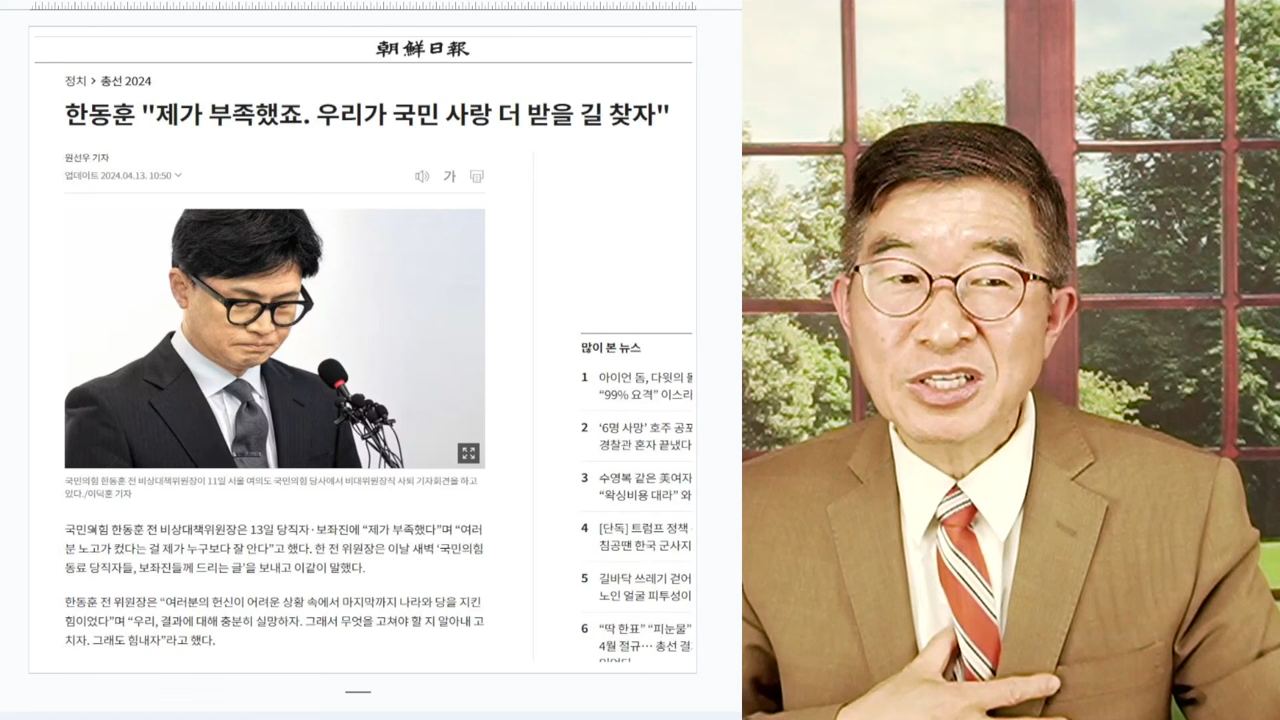 朝鮮日報
정치 > 총선 2024
한동훈 "제가 부족했죠. 우리가 국민 사랑 더 받을 길 찾자"
원선우 기자
업데이트 2024.04.13. 10:50
가
국민의힘 한동훈 전 비상대책위원장이 11일 서울 여의도 국민의힘 당사에서 비대위원장직 사퇴 기자회견을 하고
있다./이덕훈 기자
국민의힘 한동훈 전 비상대책위원장은 13일 당직자·보좌진에 “제가 부족했다”며 “여러
분 노고가 컸다는 걸 제가 누구보다 잘 안다”고 했다. 한 전 위원장은 이날 새벽 ‘국민의힘
동료 당직자들, 보좌진들께 드리는 글’을 보내고 이같이 말했다.
한동훈 전 위원장은 “여러분의 헌신이 어려운 상황 속에서 마지막까지 나라와 당을 지킨
힘이었다”며 “우리, 결과에 대해 충분히 실망하자. 그래서 무엇을 고쳐야 할 지 알아내 고
치자. 그래도 힘내자”라고 했다.
많이 본 뉴스
1 아이언 돔, 다윗의
“99% 요격” 이스라
2 ‘6명 사망’ 호주 공포
경찰관 혼자 끝냈다
3 수영복 같은 美여자
“왁싱비용 대라” 와
4 [단독] 트럼프 정책
침공땐 한국 군사지
5 길바닥 쓰레기 걷어
노인 얼굴 피투성이
6 “딱 한표” “피눈물”
4월 절규… 총선 결